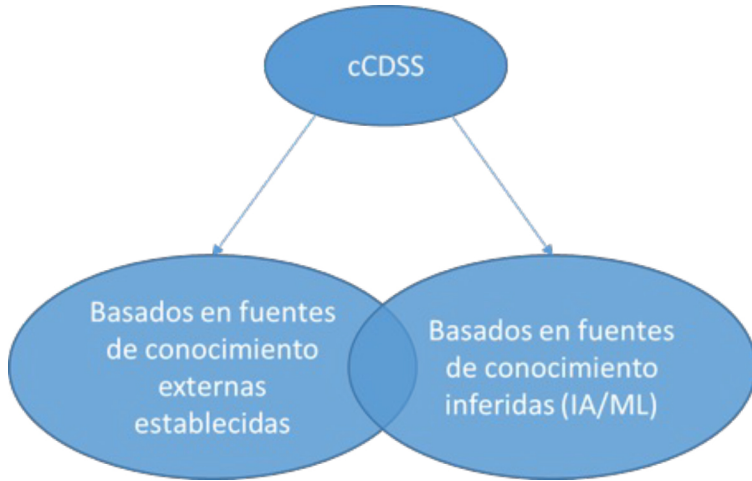 cCDSS
Basados en fuentes
de conocimiento
externas
establecidas
Basados en fuentes
de conocimiento
inferidas (IA/ML)